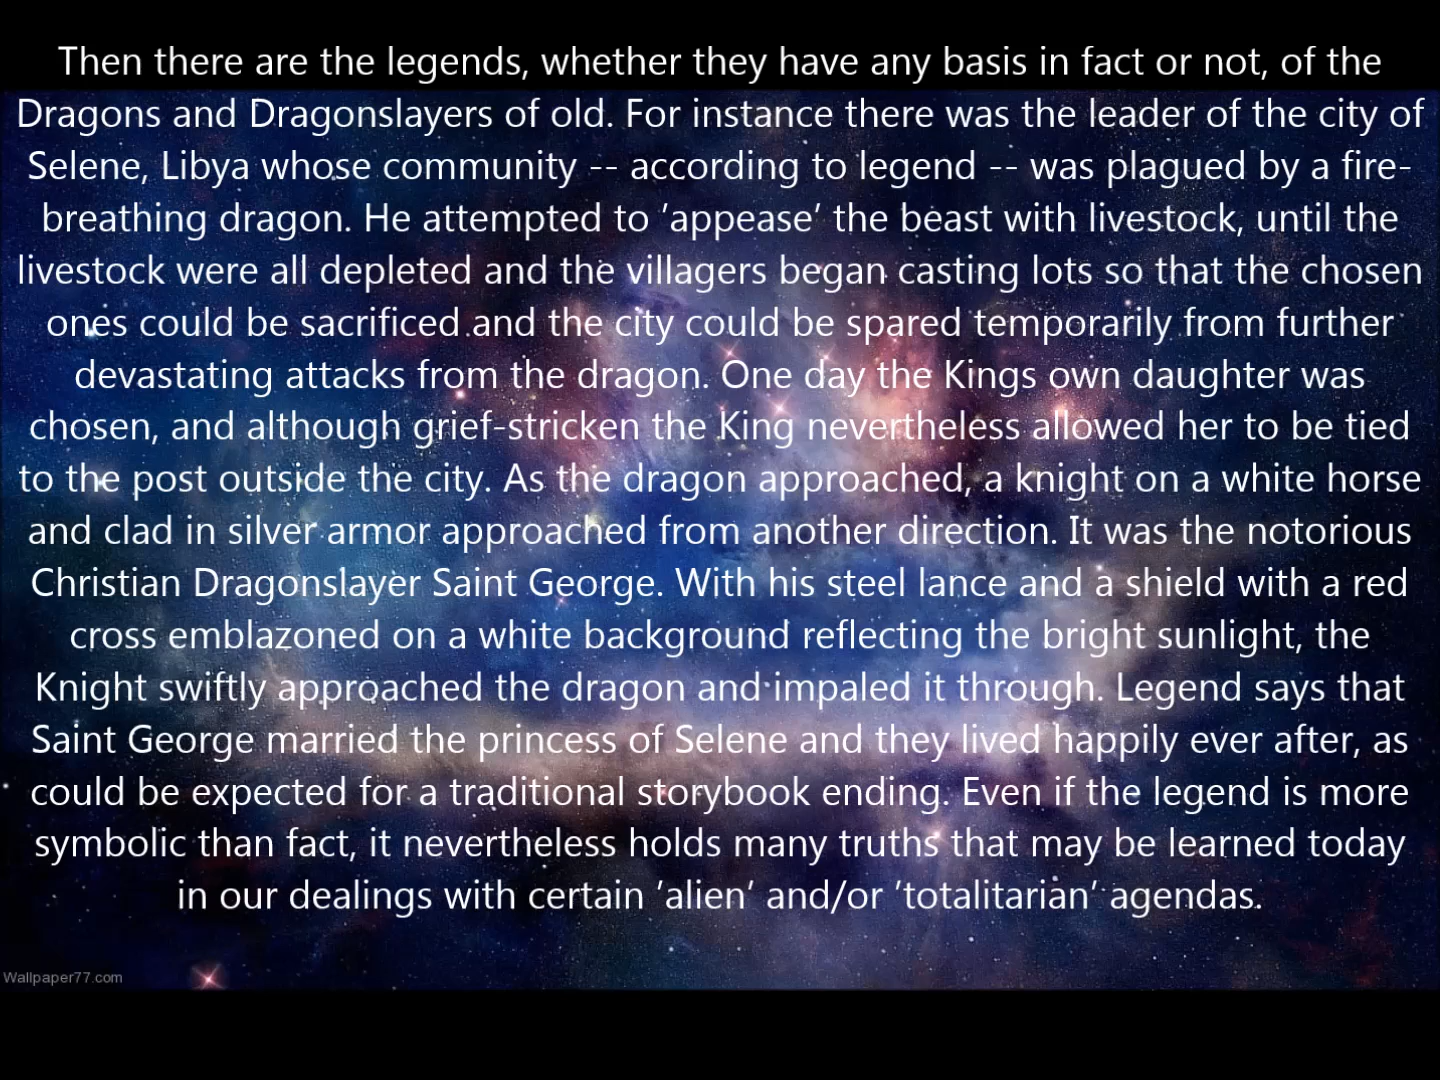 Then there are the legends, whether they have any basis in fact or not, of the
Dragons and Dragonslayers of old. For instance there was the leader of the city of
Selene, Libya whose community -- according to legend -- was plagued by a fire-
breathing dragon. He attempted to 'appease' the beast with livestock, until the
livestock were all depleted and the villagers began casting lots so that the chosen
ones could be sacrificed and the city could be spared temporarily from further
devastating attacks from the dragon. One day the Kings own daughter was
chosen, and although grief-stricken the King nevertheless allowed her to be tied
to the post outside the city. As the dragon approached, a knight on a white horse
and clad in silver armor approached from another direction. It was the notorious
Christian Dragonslayer Saint George. With his steel lance and a shield with a red
cross emblazoned on a white background reflecting the bright sunlight, the
Knight swiftly approached the dragon and impaled it through. Legend says that
Saint George married the princess of Selene and they lived happily ever after, as
could be expected for a traditional storybook ending. Even if the legend is more
symbolic than fact, it nevertheless holds many truths that may be learned today
in our dealings with certain 'alien' and/or 'totalitarian' agendas.
Wallpaper77.com